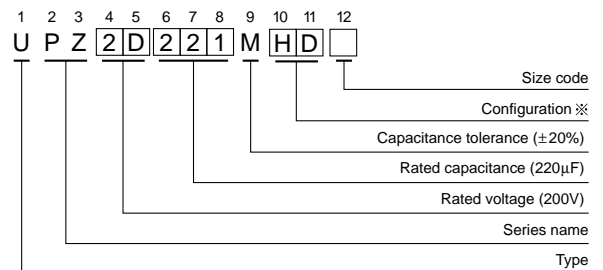 1 2 3 4 5 6 7 8 9 10 11 12
U P Z 2 D 2 2 1 M H D
Size code
Configuration ※
Capacitance tolerance (±20%)
Rated capacitance (220µF)
Rated voltage (200V)
Series name
Type